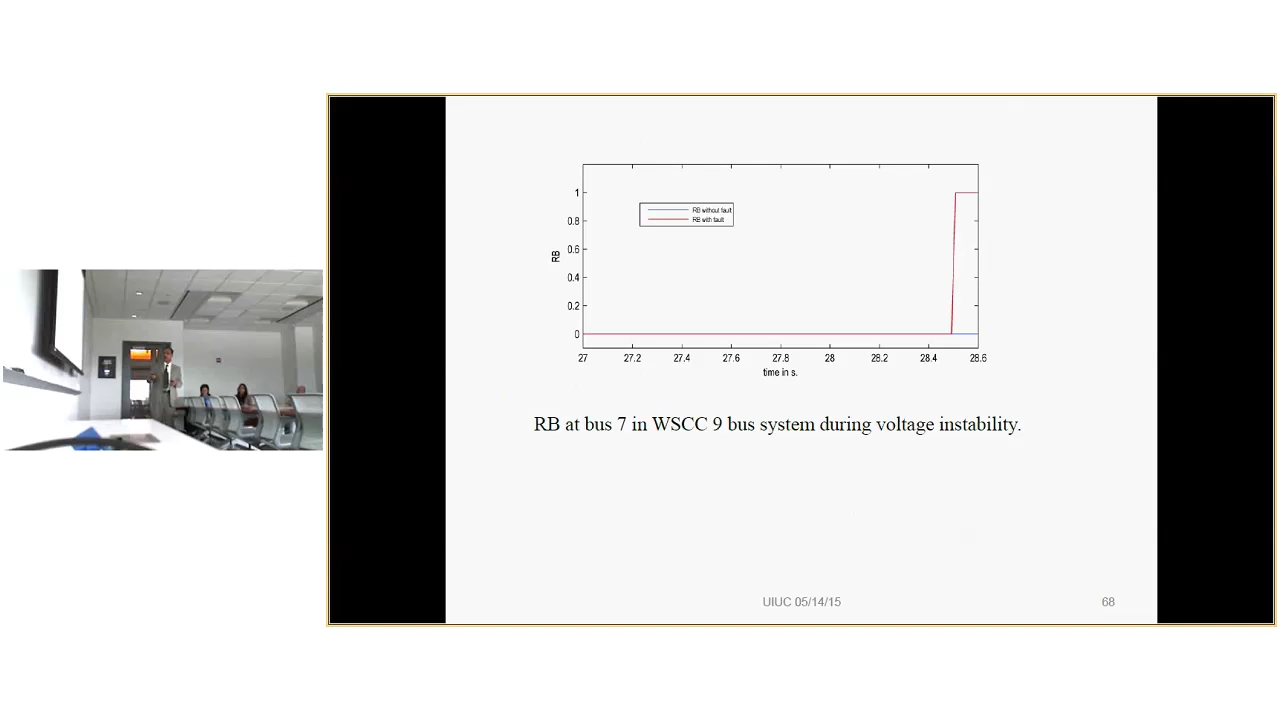 1
0.8
0.6
0.4
0.2
0
RB
RB without fault
RB with fault
27 27.2 27.4 27.6 27.8 28 28.2 28.4 28.6
time in s.
RB at bus 7 in WSCC 9 bus system during voltage instability.
UIUC 05/14/15 68